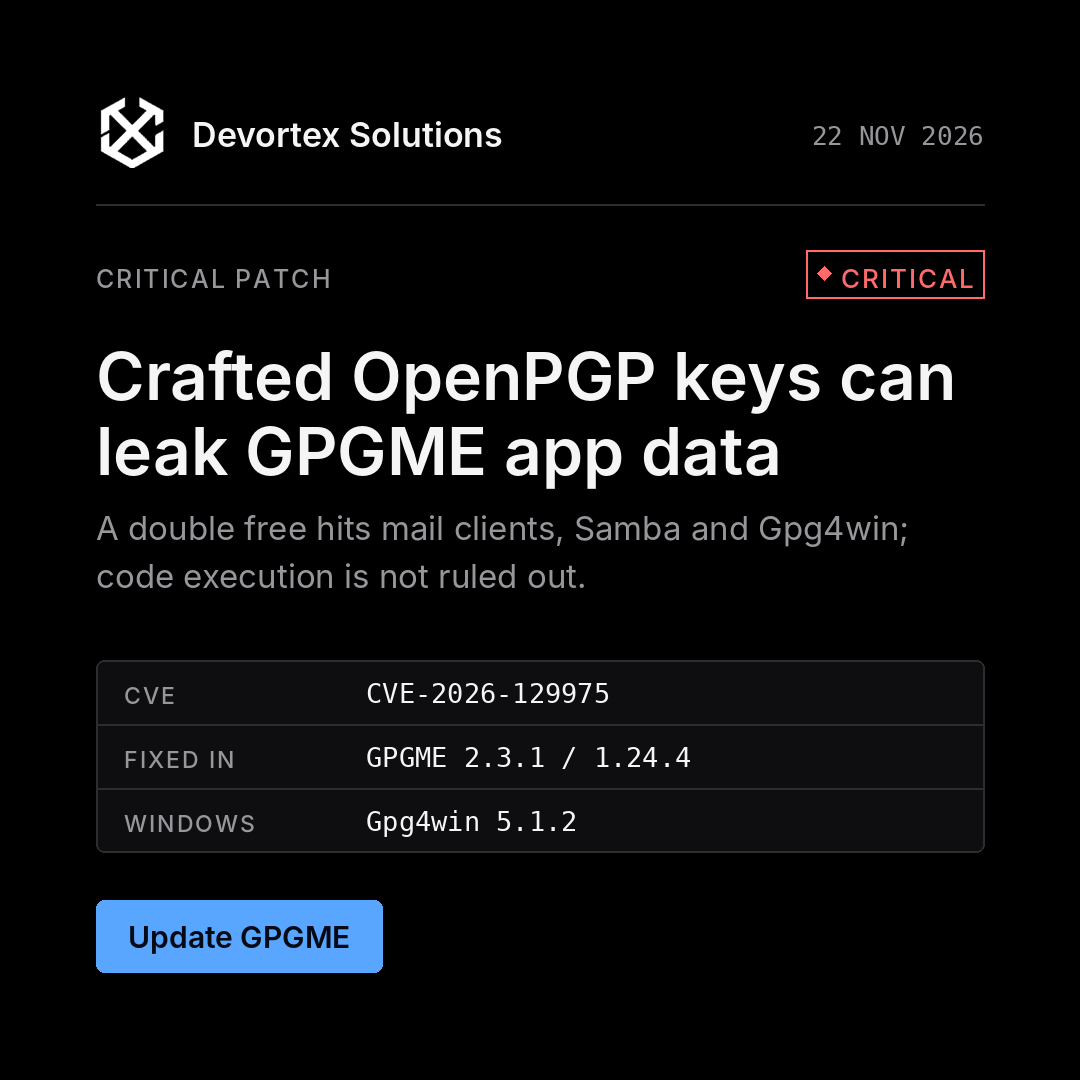 Devortex Solutions
22 NOV 2026
CRITICAL PATCH
CRITICAL
Crafted OpenPGP keys can
leak GPGME app data
A double free hits mail clients, Samba and Gpg4win;
code execution is not ruled out.
CVE CVE-2026-129975
FIXED IN GPGME 2.3.1 / 1.24.4
WINDOWS Gpg4win 5.1.2
Update GPGME